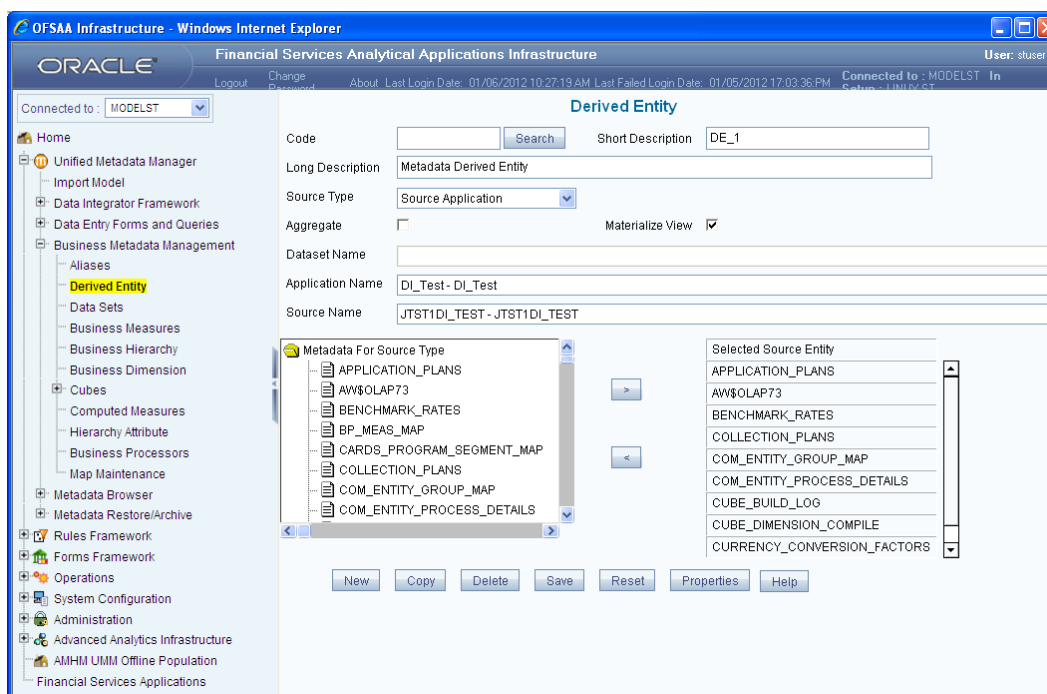 OFSAA Infrastructure - Windows Internet Explorer
ORACLE
Financial Services Analytical Applications Infrastructure
User: stuser
Logout
Change Password
About
Last Login Date: 01/06/2012 10:27:19 AM Last Failed Login Date: 01/05/2012 17:03:36:PM
Connected to : MODELST In
Setup : LINUX ST
Connected to : MODELST
Home
Unified Metadata Manager
Import Model
Data Integrator Framework
Data Entry Forms and Queries
Business Metadata Management
Aliases
Derived Entity
Data Sets
Business Measures
Business Hierarchy
Business Dimension
Cubes
Computed Measures
Hierarchy Attribute
Business Processors
Map Maintenance
Metadata Browser
Metadata Restore/Archive
Rules Framework
Forms Framework
Operations
System Configuration
Administration
Advanced Analytics Infrastructure
AMHM UMM Offline Population
Financial Services Applications
Derived Entity
Code Search Short Description DE_1
Long Description Metadata Derived Entity
Source Type Source Application
Aggregate Materialize View
Dataset Name
Application Name DI_Test - DI_Test
Source Name JTST1DI_TEST - JTST1DI_TEST
Metadata For Source Type
APPLICATION_PLANS
AW$OLAP73
BENCHMARK_RATES
BP_MEAS_MAP
CARDS_PROGRAM_SEGMENT_MAP
COLLECTION_PLANS
COM_ENTITY_GROUP_MAP
COM_ENTITY_PROCESS_DETAILS
>
<
Selected Source Entity
APPLICATION_PLANS
AW$OLAP73
BENCHMARK_RATES
COLLECTION_PLANS
COM_ENTITY_GROUP_MAP
COM_ENTITY_PROCESS_DETAILS
CUBE_BUILD_LOG
CUBE_DIMENSION_COMPILE
CURRENCY_CONVERSION_FACTORS
New Copy Delete Save Reset Properties Help